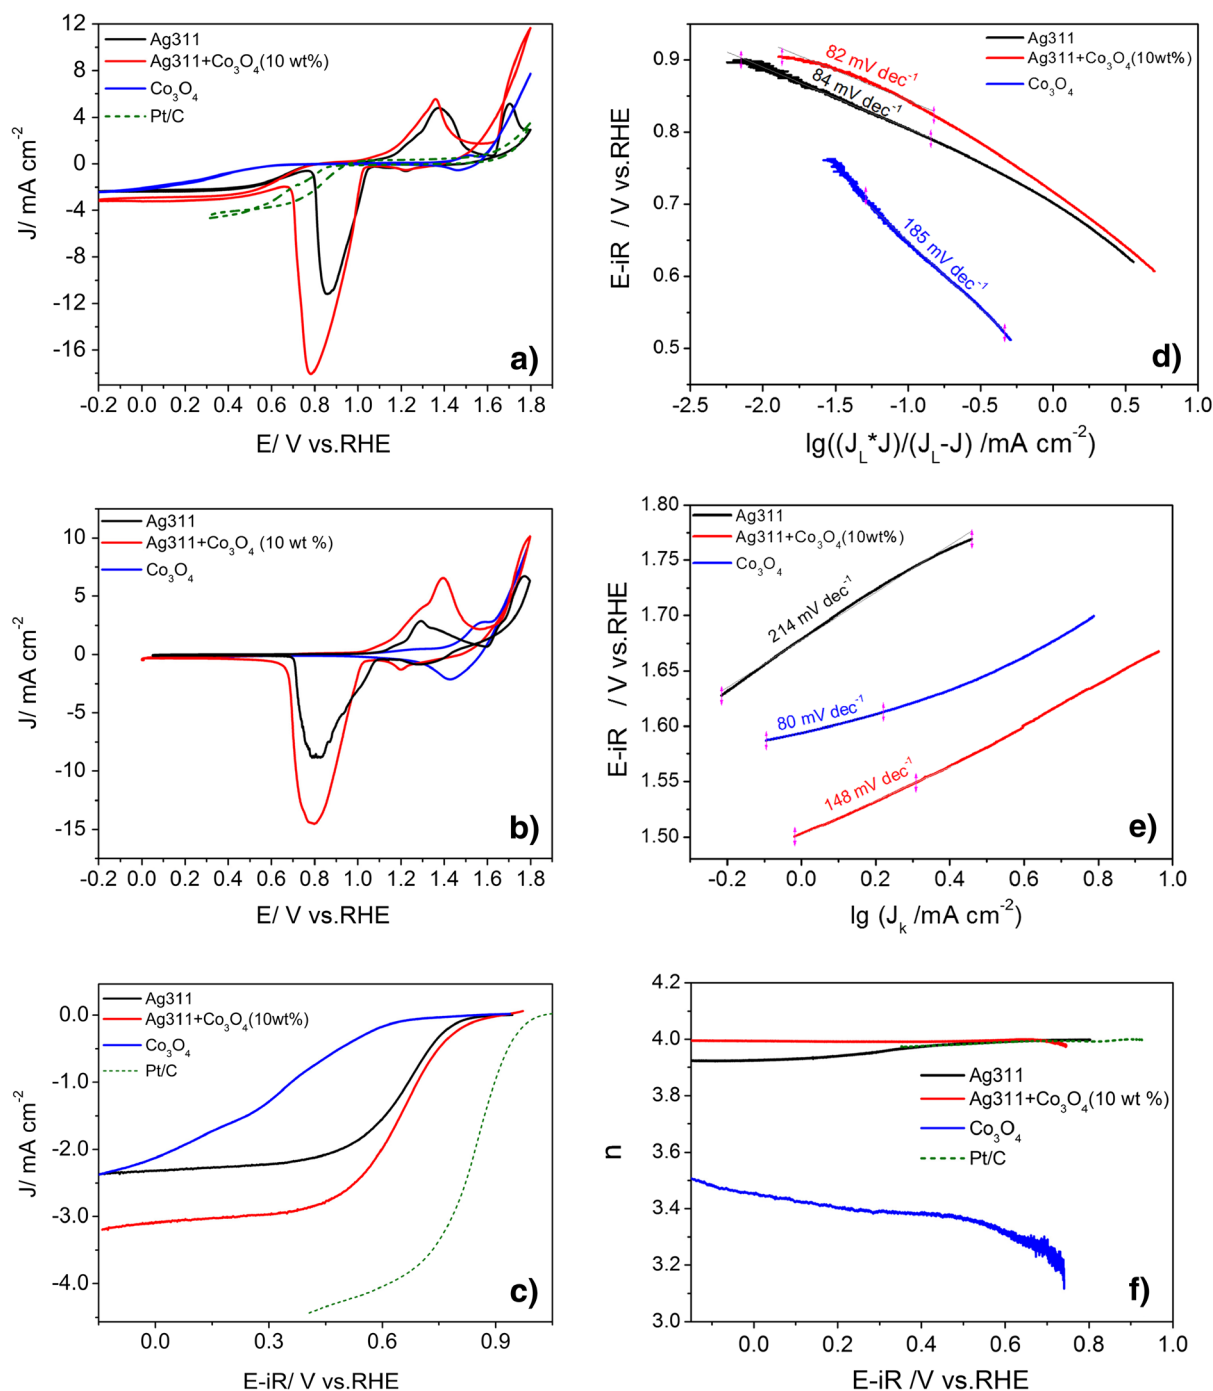 Ag311
Ag311+Co3O4(10 wt%)
Co3O4
Pt/C
12
8
4
0
-4
-8
-12
-16
J/ mA cm-2
a)
-0.2 0.0 0.2 0.4 0.6 0.8 1.0 1.2 1.4 1.6 1.8
E/ V vs.RHE
Ag311
Ag311+Co3O4(10wt%)
Co3O4
82 mV dec-1
84 mV dec-1
185 mV dec-1
0.9
0.8
0.7
0.6
0.5
E-iR / V vs.RHE
d)
-2.5 -2.0 -1.5 -1.0 -0.5 0.0 0.5 1.0
lg((JL*J)/(JL-J) /mA cm-2)
Ag311
Ag311+Co3O4 (10 wt %)
Co3O4
10
5
0
-5
-10
-15
J/ mA cm-2
b)
-0.2 0.0 0.2 0.4 0.6 0.8 1.0 1.2 1.4 1.6 1.8
E/ V vs.RHE
Ag311
Ag311+Co3O4(10wt%)
Co3O4
214 mV dec-1
80 mV dec-1
148 mV dec-1
1.80
1.75
1.70
1.65
1.60
1.55
1.50
E-iR / V vs.RHE
e)
-0.2 0.0 0.2 0.4 0.6 0.8 1.0
lg (Jk /mA cm-2)
Ag311
Ag311+Co3O4(10wt%)
Co3O4
Pt/C
0.0
-1.0
-2.0
-3.0
-4.0
J/ mA cm-2
c)
0.0 0.3 0.6 0.9
E-iR/ V vs.RHE
4.2
4.0
3.8
3.6
3.4
3.2
3.0
n
Ag311
Ag311+Co3O4(10 wt %)
Co3O4
Pt/C
f)
0.0 0.2 0.4 0.6 0.8 1.0
E-iR /V vs.RHE